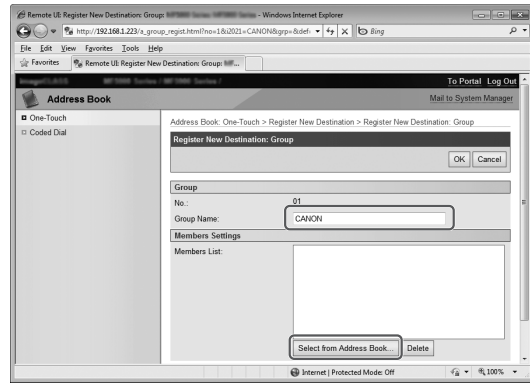 Remote UI: Register New Destination: Group: - Windows Internet Explorer
http://192.168.1.223/a_group_regist.html?no=1&i2021=CANON&grp=&defi
Bing
File Edit View Favorites Tools Help
Favorites Remote UI: Register New Destination: Group:
To Portal Log Out
Address Book
Mail to System Manager
One-Touch
Coded Dial
Address Book: One-Touch > Register New Destination > Register New Destination: Group
Register New Destination: Group
OK Cancel
Group
No.: 01
Group Name: CANON
Members Settings
Members List:
Select from Address Book... Delete
Internet | Protected Mode: Off
100%